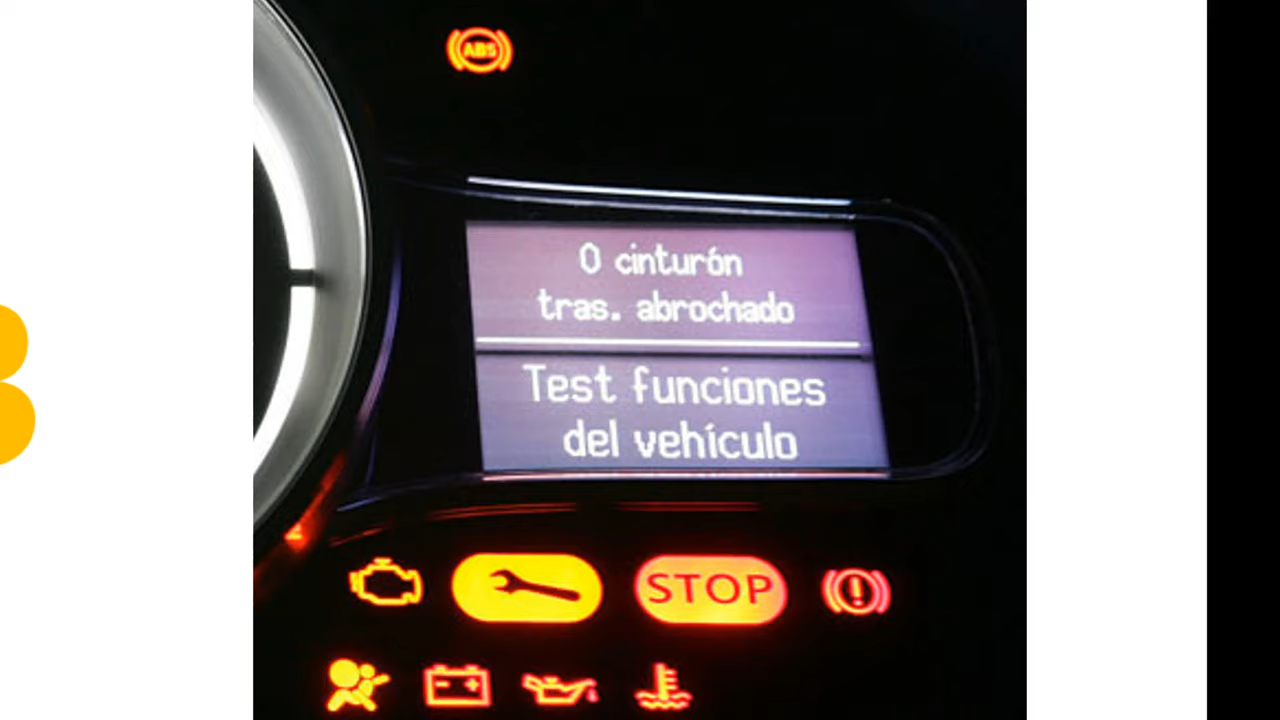 ABS
0 cinturón
tras. abrochado
Test funciones
del vehículo
STOP